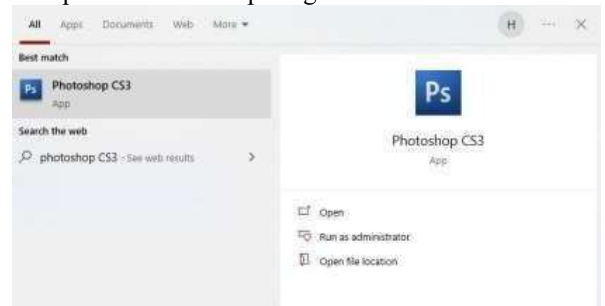 All Apps Documents Web More
H
Best match
Ps Photoshop CS3
App
Search the web
photoshop CS3 - See web results
Ps
Photoshop CS3
App
Open
Run as administrator
Open file location